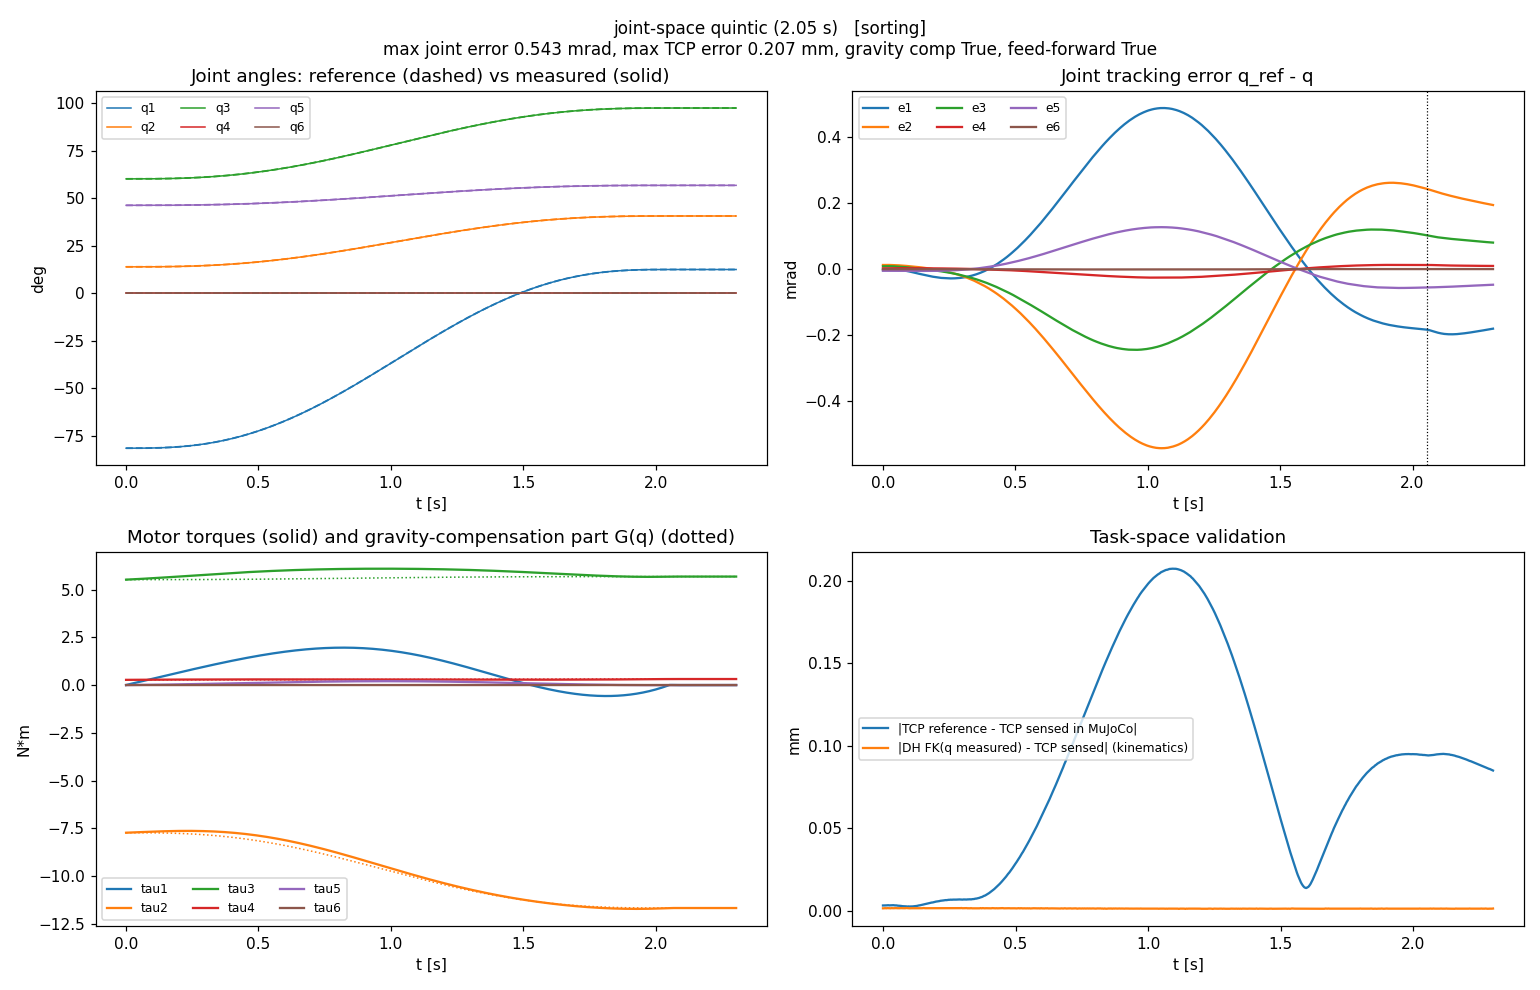 joint-space quintic (2.05 s)   [sorting]
max joint error 0.543 mrad, max TCP error 0.207 mm, gravity comp True, feed-forward True
Joint angles: reference (dashed) vs measured (solid)
q1 q3 q5
q2 q4 q6
100
75
50
25
0
−25
−50
−75
deg
0.0 0.5 1.0 1.5 2.0
t [s]
Joint tracking error q_ref - q
e1 e3 e5
e2 e4 e6
0.4
0.2
0.0
−0.2
−0.4
mrad
0.0 0.5 1.0 1.5 2.0
t [s]
Motor torques (solid) and gravity-compensation part G(q) (dotted)
5.0
2.5
0.0
−2.5
−5.0
−7.5
−10.0
−12.5
N*m
tau1 tau3 tau5
tau2 tau4 tau6
0.0 0.5 1.0 1.5 2.0
t [s]
Task-space validation
0.20
0.15
0.10
0.05
0.00
mm
|TCP reference - TCP sensed in MuJoCo|
|DH FK(q measured) - TCP sensed| (kinematics)
0.0 0.5 1.0 1.5 2.0
t [s]